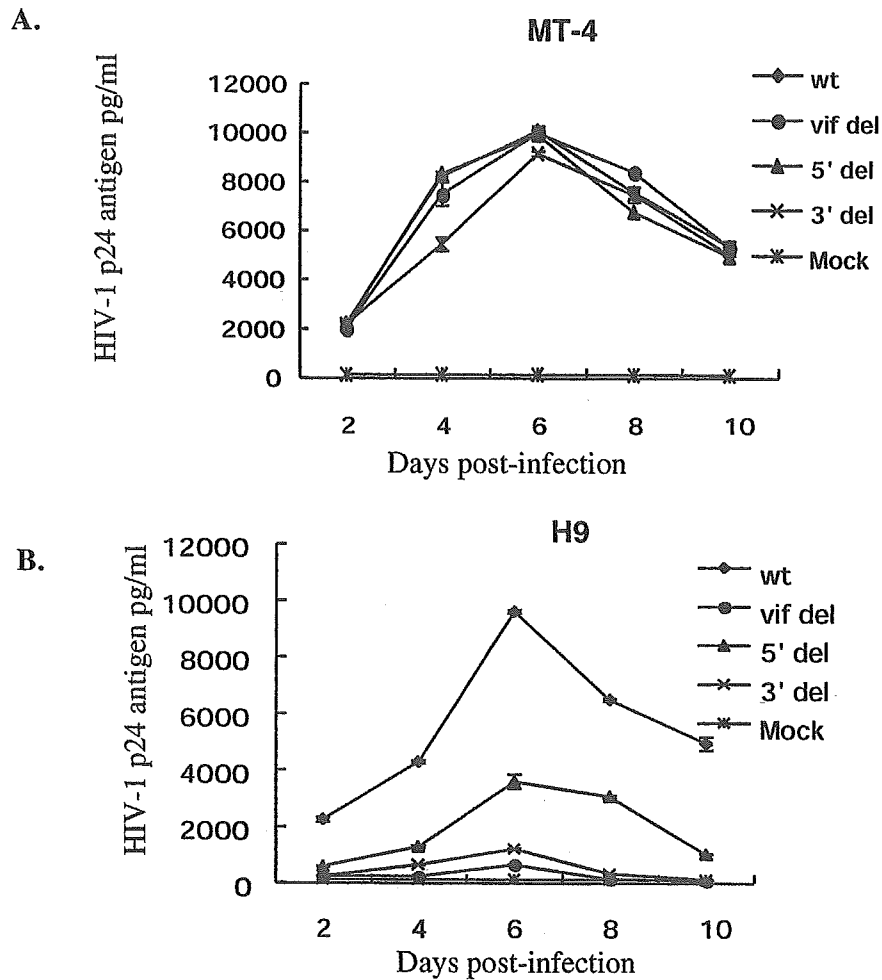 A.
MT-4
HIV-1 p24 antigen pg/ml
12000
10000
8000
6000
4000
2000
0
2 4 6 8 10
Days post-infection
wt
vif del
5' del
3' del
Mock
B.
H9
HIV-1 p24 antigen pg/ml
12000
10000
8000
6000
4000
2000
0
2 4 6 8 10
Days post-infection
wt
vif del
5' del
3' del
Mock